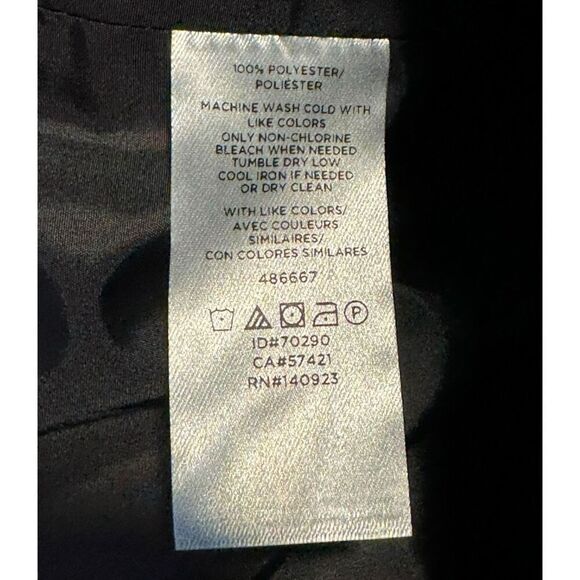 100% POLYESTER/
POLIÉSTER
MACHINE WASH COLD WITH
LIKE COLORS
ONLY NON-CHLORINE
BLEACH WHEN NEEDED
TUMBLE DRY LOW
COOL IRON IF NEEDED
OR DRY CLEAN
WITH LIKE COLORS/
AVEC COULEURS
SIMILAIRES/
CON COLORES SIMILARES
486667
P
ID#70290
CA#57421
RN#140923